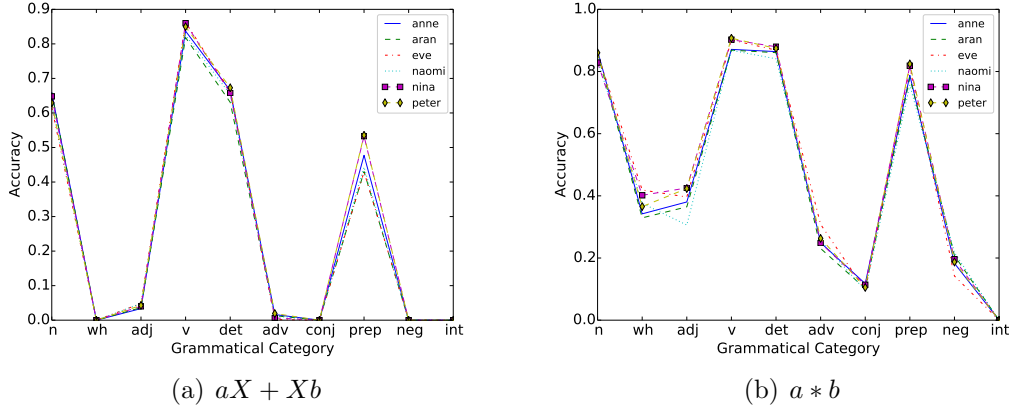 0.9
0.8
0.7
0.6
0.5
0.4
0.3
0.2
0.1
0.0
Accuracy
n wh adj v det adv conj prep neg int
Grammatical Category
anne
aran
eve
naomi
nina
peter
(a) aX + Xb
1.0
0.8
0.6
0.4
0.2
0.0
Accuracy
n wh adj v det adv conj prep neg int
Grammatical Category
anne
aran
eve
naomi
nina
peter
(b) a ∗ b